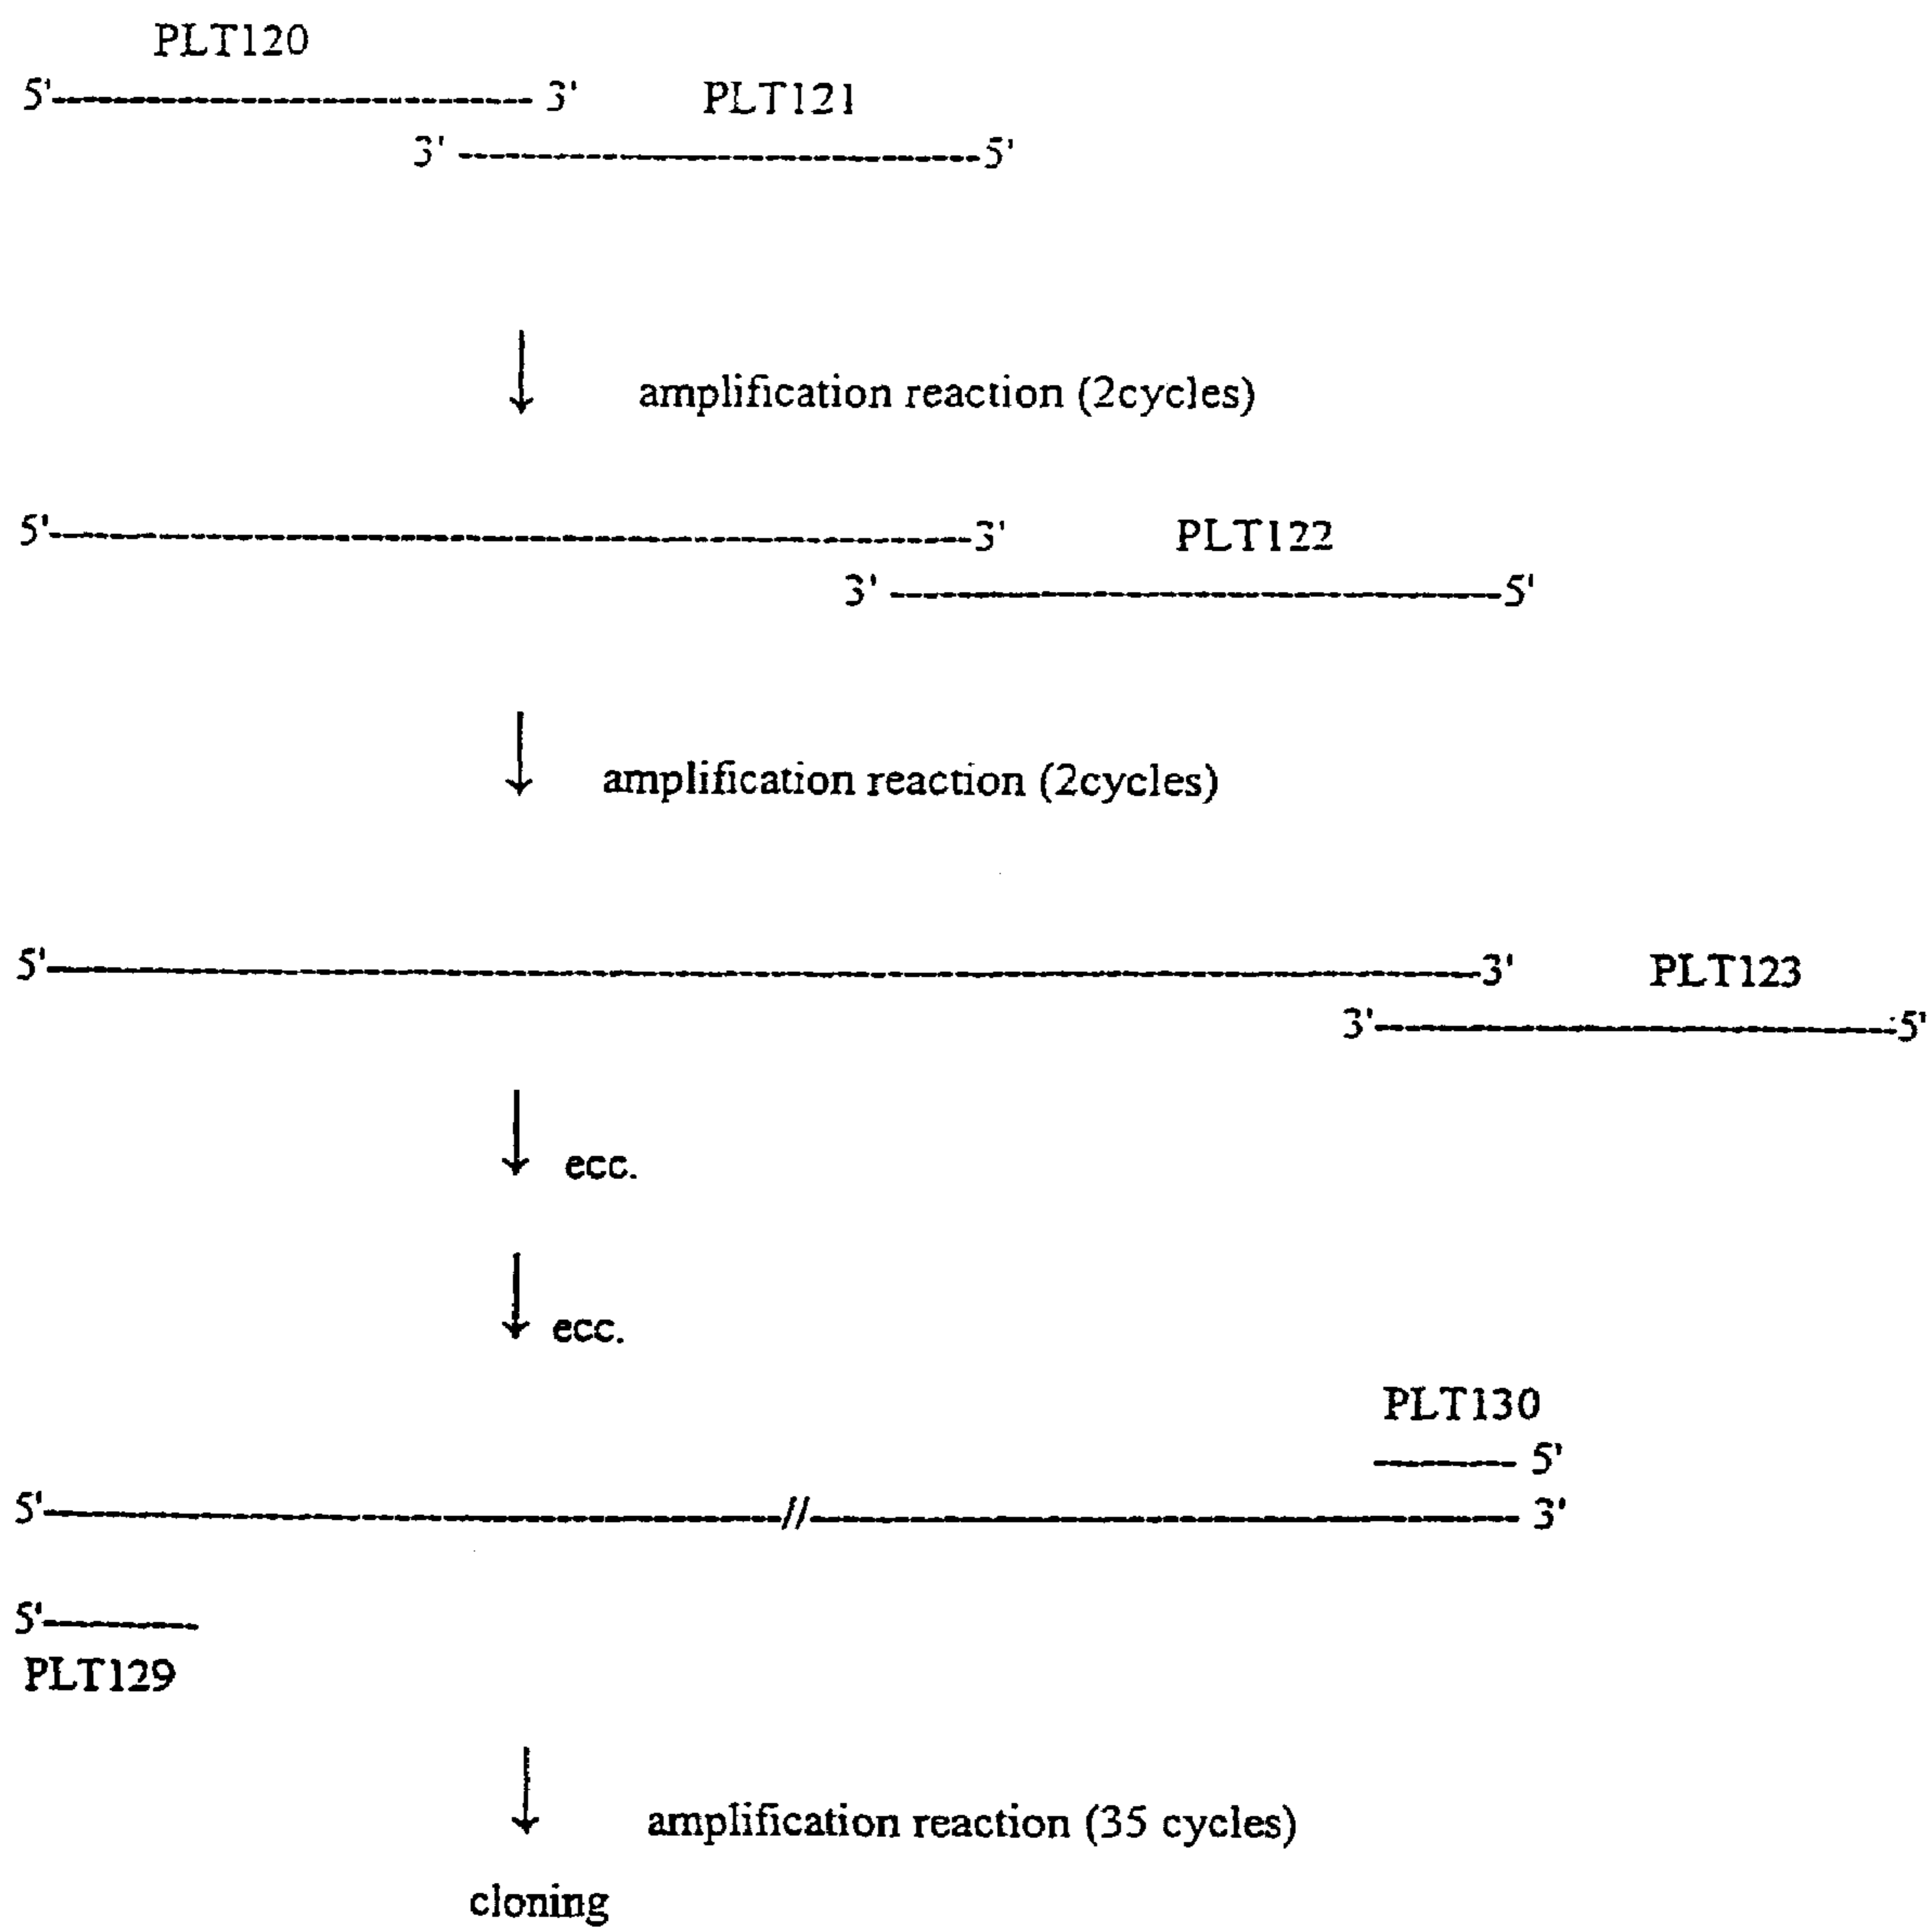 PLT120
5' 3' PLT121
3' 5'
amplification reaction (2cycles)
5' 3' PLT122
3' 5'
amplification reaction (2cycles)
5' 3' PLT123
3' 5'
ecc.
ecc.
PLT130
5'
5' // 3'
5'
PLT129
amplification reaction (35 cycles)
cloning